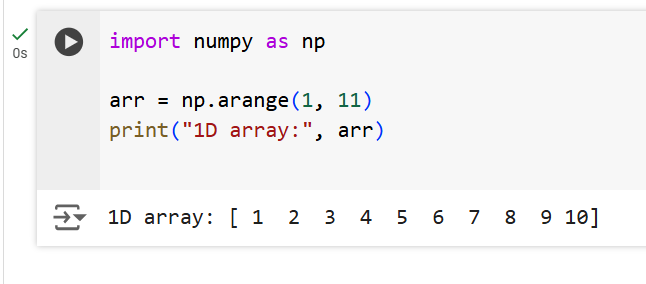 import numpy as np
0s
arr = np.arange(1, 11)
print("1D array:", arr)
1D array: [ 1  2  3  4  5  6  7  8  9 10]